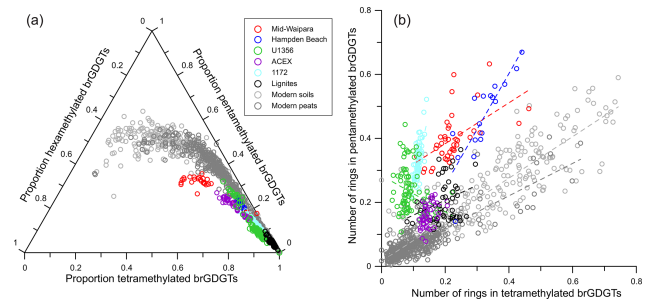 (a)
0
1
Proportion hexamethylated brGDGTs
Proportion pentamethylated brGDGTs
0.2
0.4
0.6
0.8
1
0.8
0.6
0.4
0.2
0
0
0.2
0.4
0.6
0.8
1
Proportion tetramethylated brGDGTs
Mid-Waipara
Hampden Beach
U1356
ACEX
1172
Lignites
Modern soils
Modern peats
(b)
Number of rings in pentamethylated brGDGTs
0.8
0.6
0.4
0.2
0
0
0.2
0.4
0.6
0.8
Number of rings in tetramethylated brGDGTs